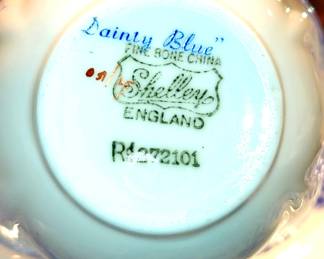 "Dainty Blue"
FINE BONE CHINA
Shelley
ENGLAND
Rd 272101